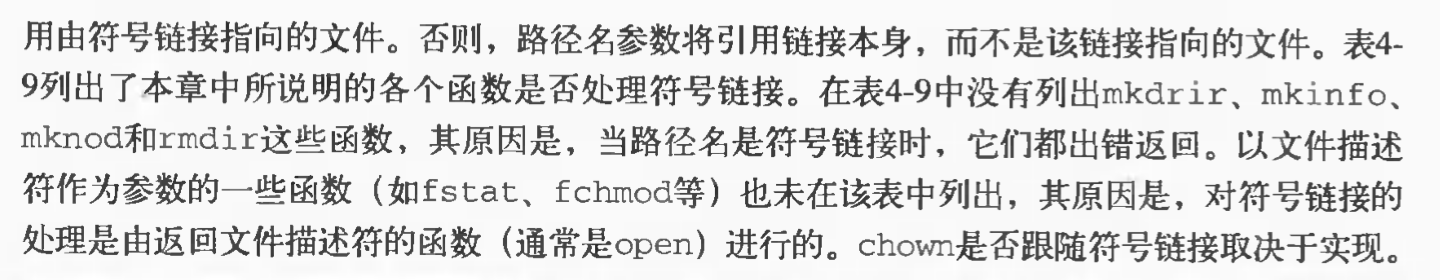 用由符号链接指向的文件。否则，路径名参数将引用链接本身，而不是该链接指向的文件。表4-
9列出了本章中所说明的各个函数是否处理符号链接。在表4-9中没有列出mkdrir、mkinfo、
mknod和rmdir这些函数，其原因是，当路径名是符号链接时，它们都出错返回。以文件描述
符作为参数的一些函数（如fstat、fchmod等）也未在该表中列出，其原因是，对符号链接的
处理是由返回文件描述符的函数（通常是open）进行的。chown是否跟随符号链接取决于实现。